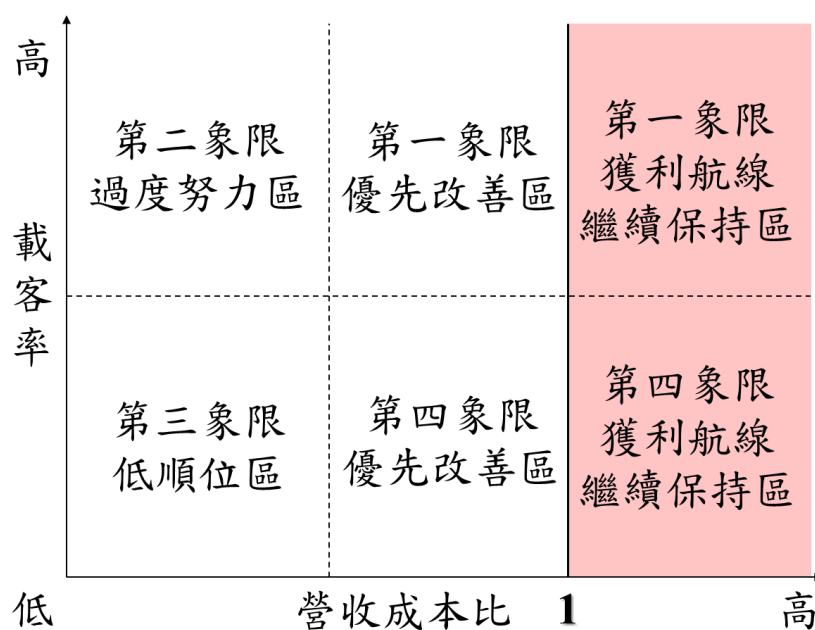 高
第二象限
過度努力區
第一象限
優先改善區
第一象限
獲利航線
繼續保持區
載客率
第三象限
低順位區
第四象限
優先改善區
第四象限
獲利航線
繼續保持區
低
營收成本比
1
高